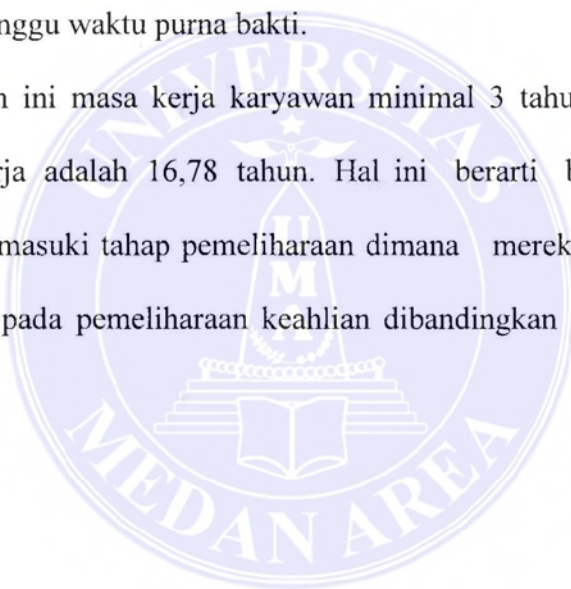 nggu waktu purna bakti.
n ini masa kerja karyawan minimal 3 tahu
rja adalah 16,78 tahun. Hal ini berarti b
masuki tahap pemeliharaan dimana merek
pada pemeliharaan keahlian dibandingkan
UNIVERSITAS
U
M
A
MEDAN AREA